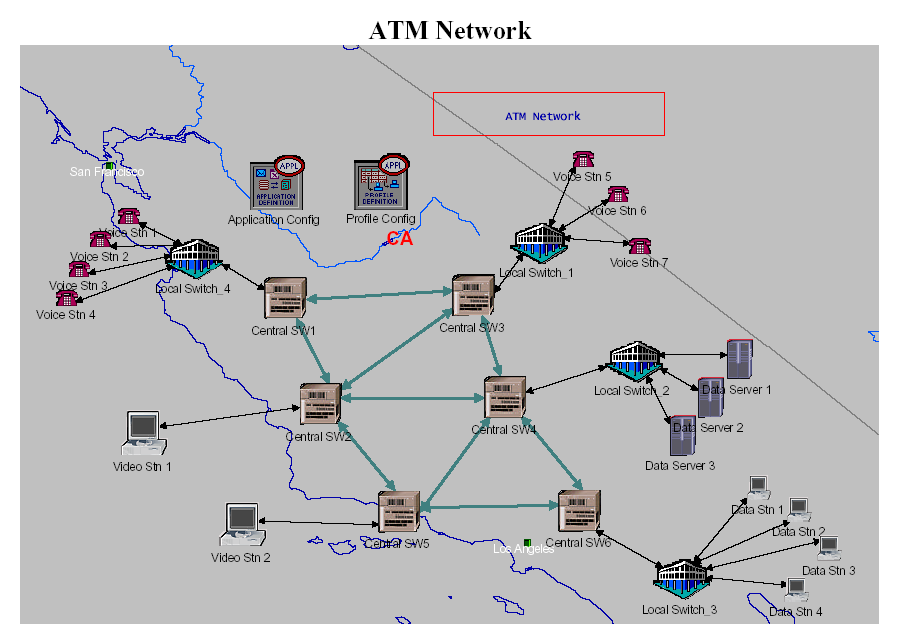 ATM Network
ATM Network
APPL
APPLICATION
DEFINITION
Application Config
APPL
PROFILE
DEFINITION
Profile Config
CA
San Francisco
Voice Stn 5
Voice Stn 6
Voice Stn 7
Local Switch_1
Voice Stn
Voice Stn 2
Voice Stn 3
Voice Stn 4
Local Switch_4
Central SW1
Central SW3
Local Switch_2
Data Server 1
Data Server 2
Data Server 3
Central SW2
Central SW4
Video Stn 1
Video Stn 2
Central SW5
Los Angeles
Central SW6
Data Stn 1
Data Stn 2
Data Stn 3
Data Stn 4
Local Switch_3